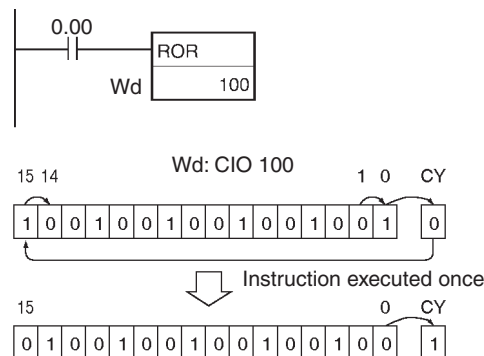 0.00
ROR
Wd 100
Wd: CIO 100
15 14 1 0 CY
1 0 0 1 0 0 1 0 0 1 0 0 1 0 0 1 0
Instruction executed once
15 0 CY
0 1 0 0 1 0 0 1 0 0 1 0 0 1 0 0 1